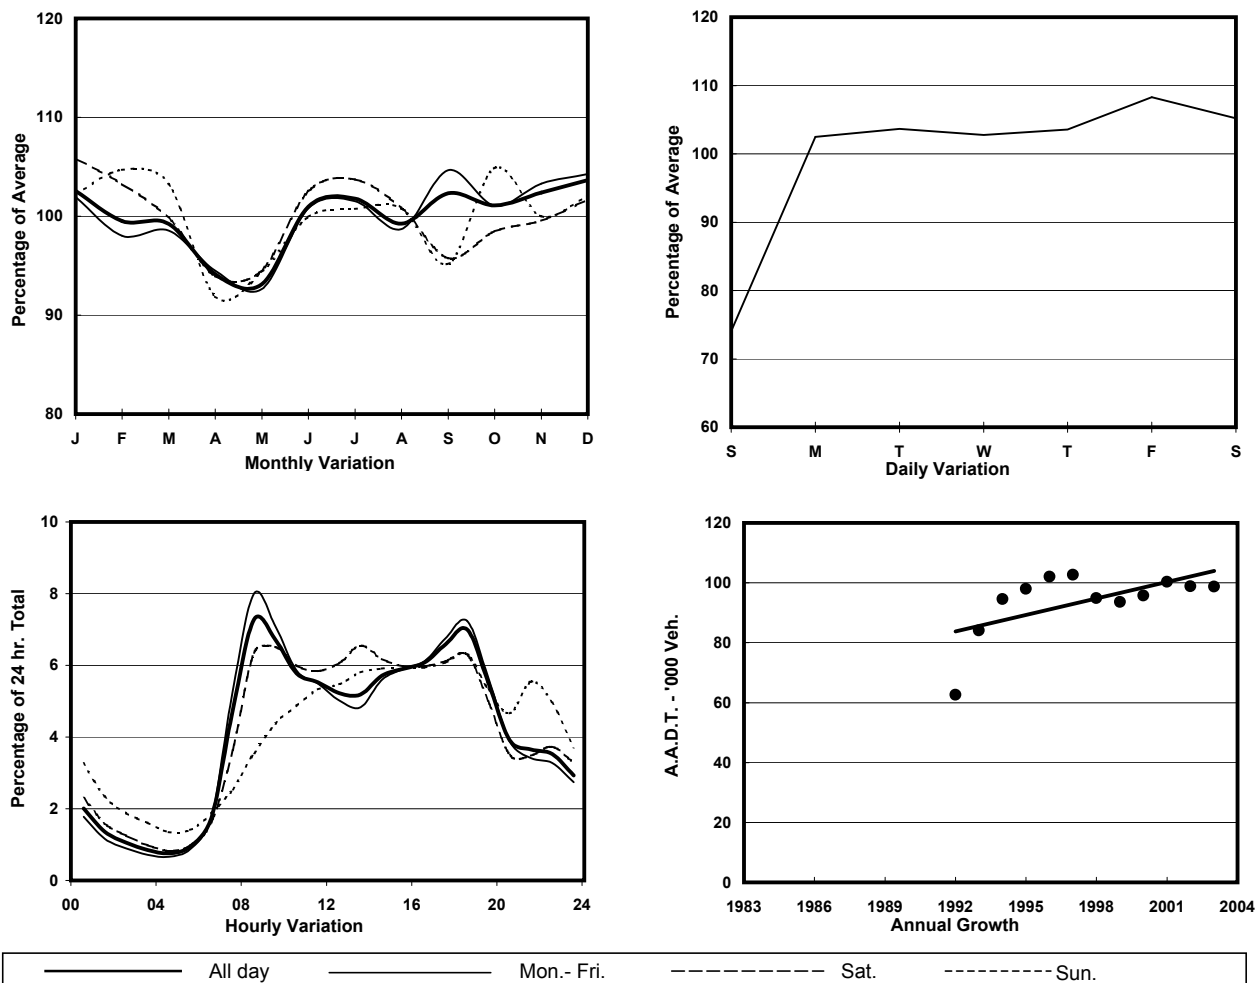 120
110
100
90
80
Percentage of Average
J F M A M J J A S O N D
Monthly Variation
120
110
100
90
80
70
60
Percentage of Average
S M T W T F S
Daily Variation
10
8
6
4
2
0
Percentage of 24 hr. Total
00 04 08 12 16 20 24
Hourly Variation
120
100
80
60
40
20
0
A.A.D.T. - '000 Veh.
1983 1986 1989 1992 1995 1998 2001 2004
Annual Growth
All day Mon.- Fri. Sat. Sun.